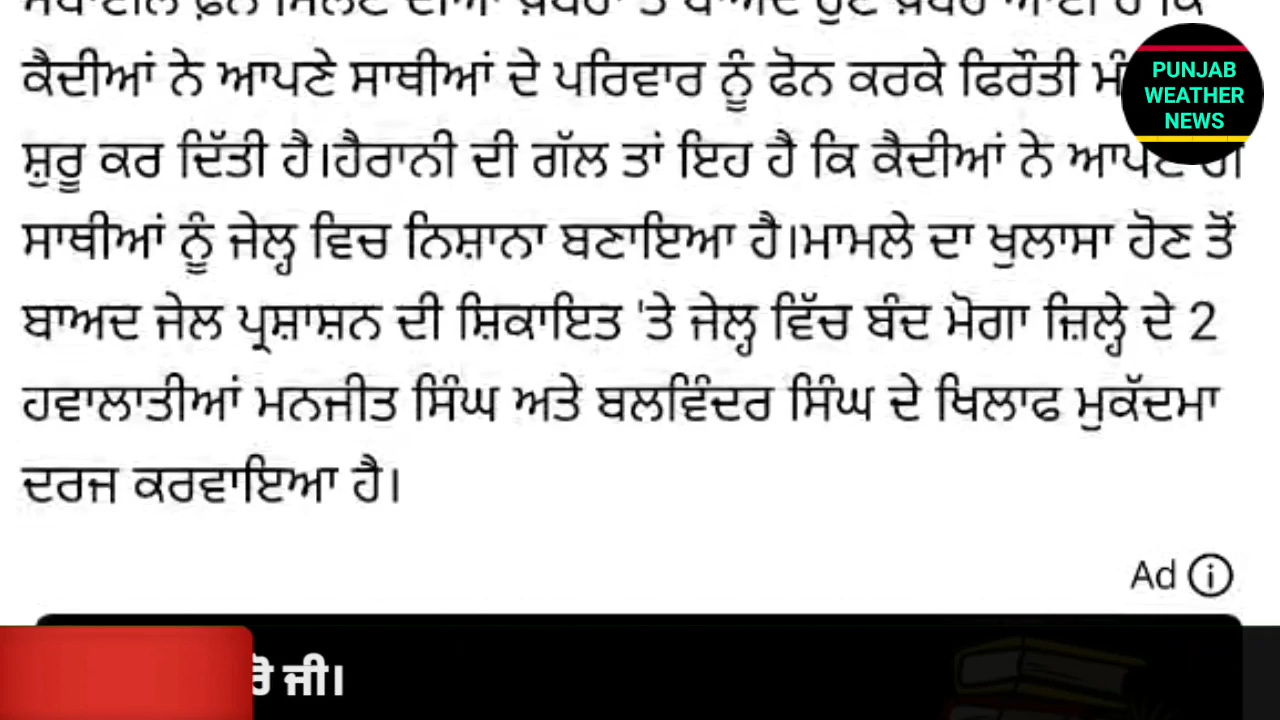 ਕੈਦੀਆਂ ਨੇ ਆਪਣੇ ਸਾਥੀਆਂ ਦੇ ਪਰਿਵਾਰ ਨੂੰ ਫੋਨ ਕਰਕੇ ਫਿਰੌਤੀ
PUNJAB
WEATHER
NEWS
ਸ਼ੁਰੂ ਕਰ ਦਿੱਤੀ ਹੈ।ਹੈਰਾਨੀ ਦੀ ਗੱਲ ਤਾਂ ਇਹ ਹੈ ਕਿ ਕੈਦੀਆਂ ਨੇ
ਸਾਥੀਆਂ ਨੂੰ ਜੇਲ੍ਹ ਵਿਚ ਨਿਸ਼ਾਨਾ ਬਣਾਇਆ ਹੈ।ਮਾਮਲੇ ਦਾ ਖੁਲਾਸਾ ਹੋਣ ਤੋਂ
ਬਾਅਦ ਜੇਲ ਪ੍ਰਸ਼ਾਸ਼ਨ ਦੀ ਸ਼ਿਕਾਇਤ 'ਤੇ ਜੇਲ੍ਹ ਵਿੱਚ ਬੰਦ ਮੋਗਾ ਜ਼ਿਲ੍ਹੇ ਦੇ 2
ਹਵਾਲਾਤੀਆਂ ਮਨਜੀਤ ਸਿੰਘ ਅਤੇ ਬਲਵਿੰਦਰ ਸਿੰਘ ਦੇ ਖਿਲਾਫ ਮੁਕੱਦਮਾ
ਦਰਜ ਕਰਵਾਇਆ ਹੈ।
Ad
ਜੀ।